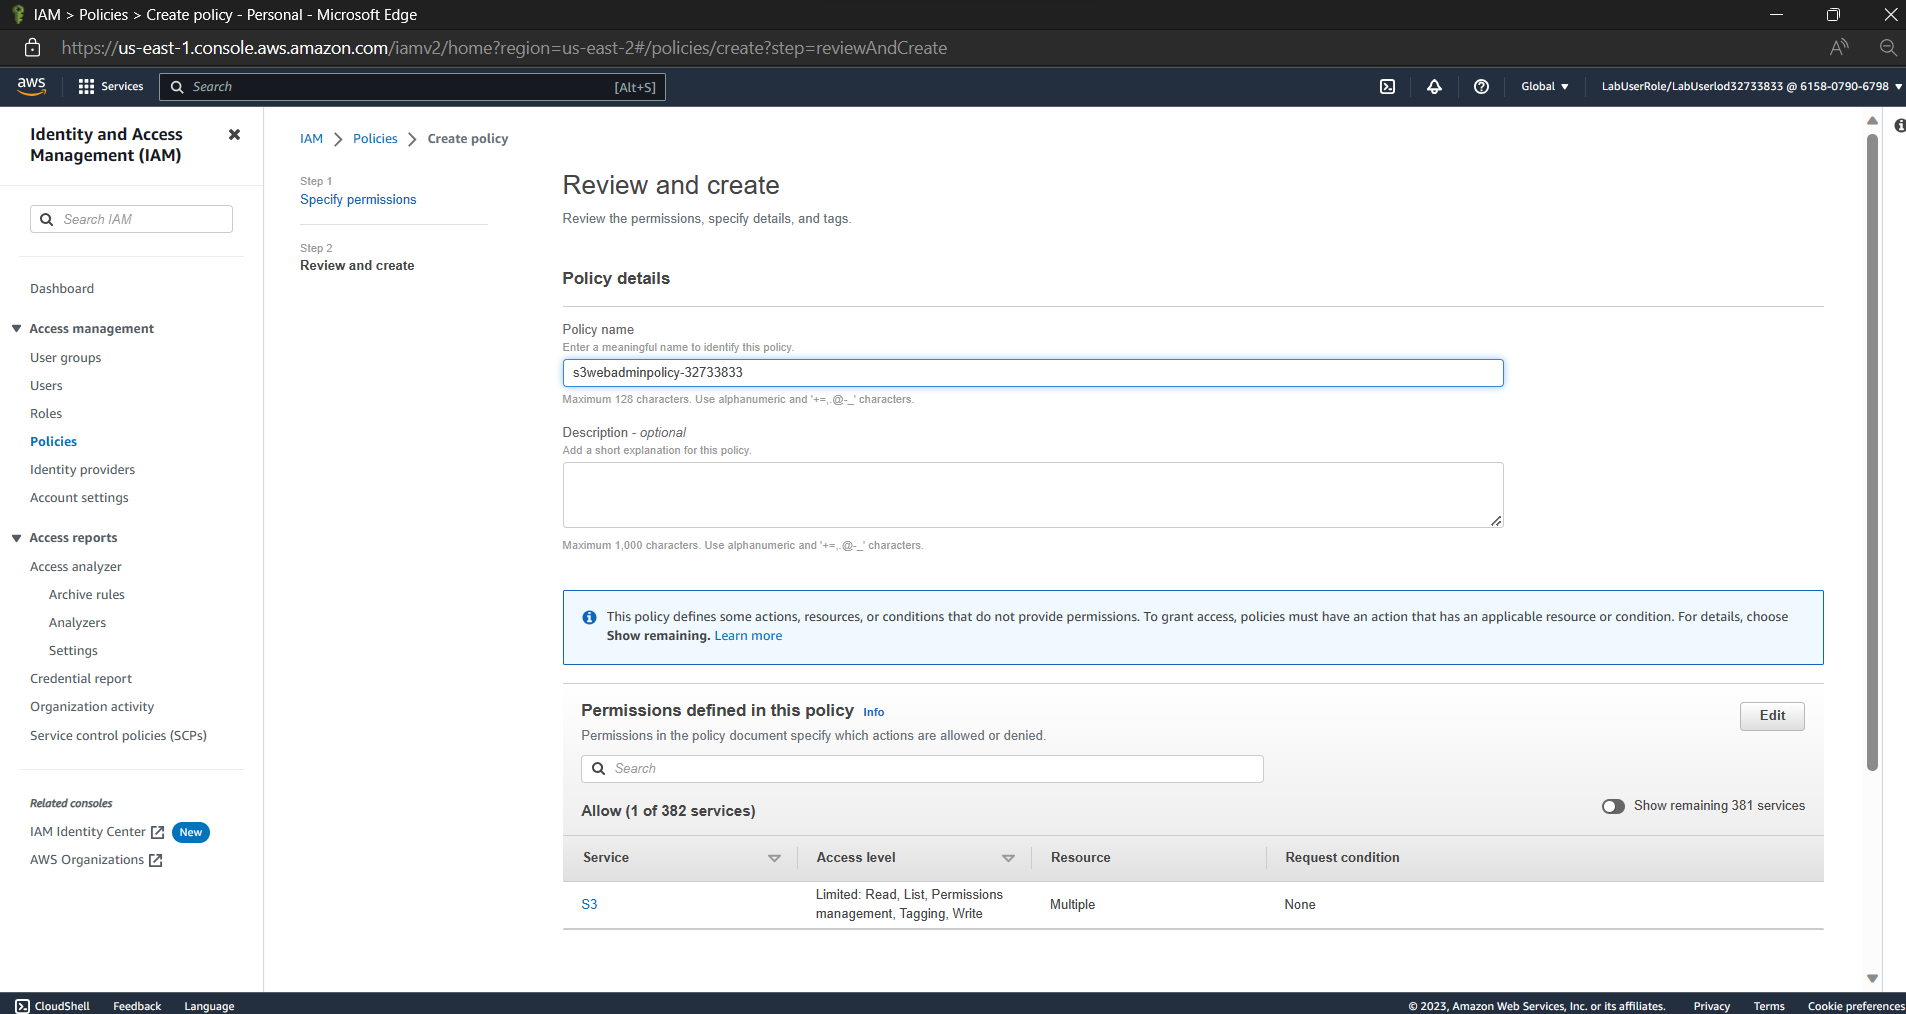 IAM > Policies > Create policy - Personal - Microsoft Edge
https://us-east-1.console.aws.amazon.com/iamv2/home?region=us-east-2#/policies/create?step=reviewAndCreate
aws
Services
Search
[Alt+S]
Global
LabUserRole/LabUserlod32733833 @ 6158-0790-6798
Identity and Access
Management (IAM)
Search IAM
Dashboard
Access management
User groups
Users
Roles
Policies
Identity providers
Account settings
Access reports
Access analyzer
Archive rules
Analyzers
Settings
Credential report
Organization activity
Service control policies (SCPs)
Related consoles
IAM Identity Center
New
AWS Organizations
IAM
Policies
Create policy
Step 1
Specify permissions
Step 2
Review and create
Review and create
Review the permissions, specify details, and tags.
Policy details
Policy name
Enter a meaningful name to identify this policy.
s3webadminpolicy-32733833
Maximum 128 characters. Use alphanumeric and '+=,.@-_' characters.
Description - optional
Add a short explanation for this policy.
Maximum 1,000 characters. Use alphanumeric and '+=,.@-_' characters.
This policy defines some actions, resources, or conditions that do not provide permissions. To grant access, policies must have an action that has an applicable resource or condition. For details, choose
Show remaining. Learn more
Permissions defined in this policy Info
Edit
Permissions in the policy document specify which actions are allowed or denied.
Search
Allow (1 of 382 services)
Show remaining 381 services
Service
Access level
Resource
Request condition
S3
Limited: Read, List, Permissions
management, Tagging, Write
Multiple
None
CloudShell
Feedback
Language
© 2023, Amazon Web Services, Inc. or its affiliates.
Privacy
Terms
Cookie preferences